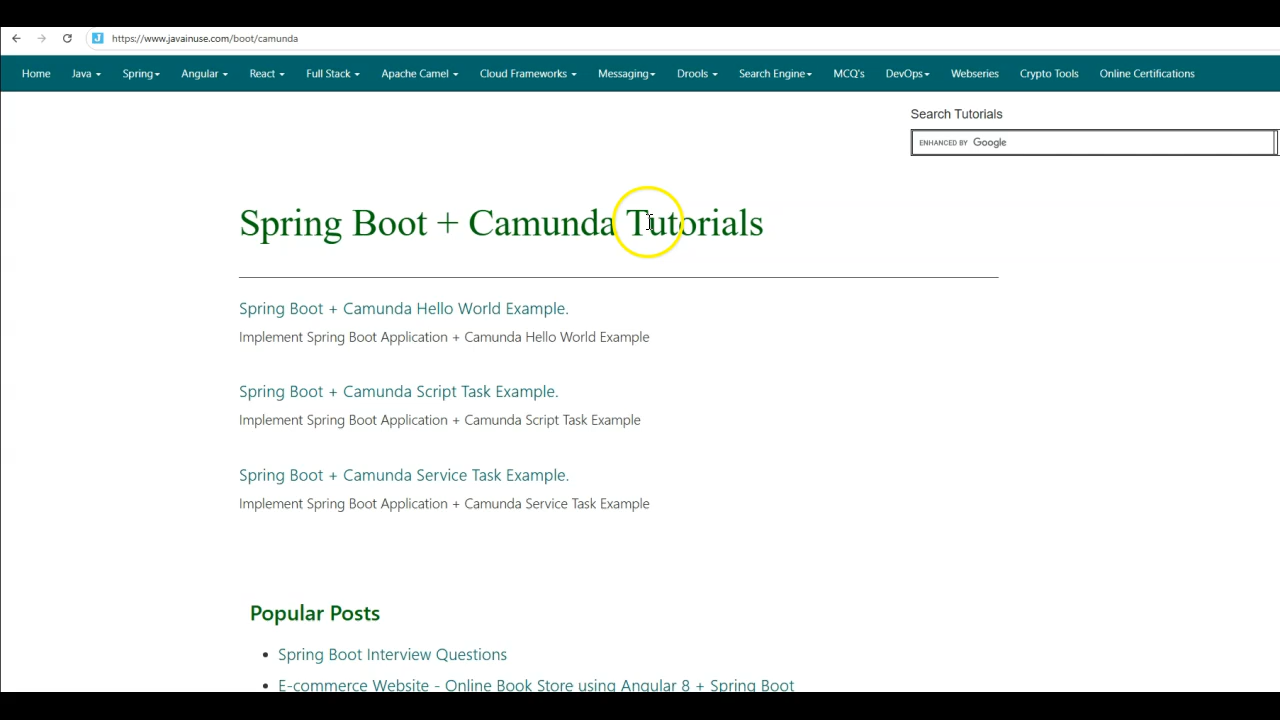 https://www.javainuse.com/boot/camunda
Home Java Spring Angular React Full Stack Apache Camel Cloud Frameworks Messaging Drools Search Engine MCQ's DevOps Webseries Crypto Tools Online Certifications
Search Tutorials
ENHANCED BY Google
Spring Boot + Camunda Tutorials
Spring Boot + Camunda Hello World Example.
Implement Spring Boot Application + Camunda Hello World Example
Spring Boot + Camunda Script Task Example.
Implement Spring Boot Application + Camunda Script Task Example
Spring Boot + Camunda Service Task Example.
Implement Spring Boot Application + Camunda Service Task Example
Popular Posts
• Spring Boot Interview Questions
• E-commerce Website - Online Book Store using Angular 8 + Spring Boot